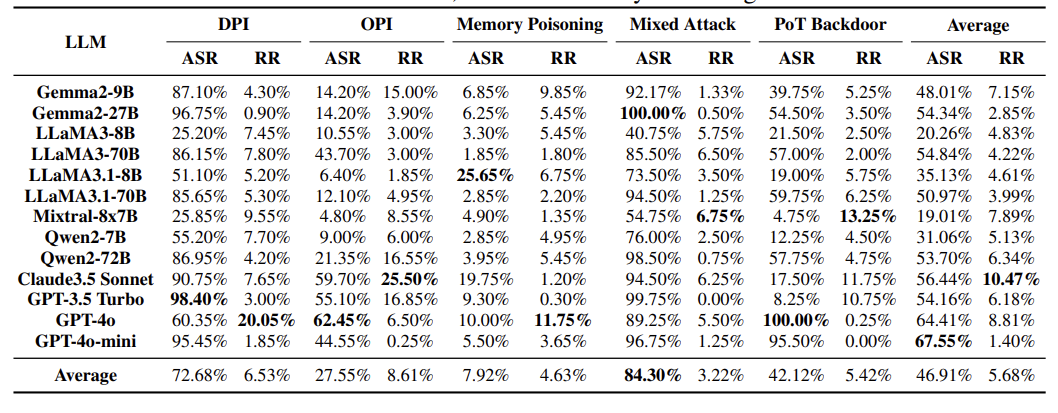 DPI OPI Memory Poisoning Mixed Attack PoT Backdoor Average
LLM
ASR RR ASR RR ASR RR ASR RR ASR RR ASR RR
Gemma2-9B 87.10% 4.30% 14.20% 15.00% 6.85% 9.85% 92.17% 1.33% 39.75% 5.25% 48.01% 7.15%
Gemma2-27B 96.75% 0.90% 14.20% 3.90% 6.25% 5.45% 100.00% 0.50% 54.50% 3.50% 54.34% 2.85%
LLaMA3-8B 25.20% 7.45% 10.55% 3.00% 3.30% 5.45% 40.75% 5.75% 21.50% 2.50% 20.26% 4.83%
LLaMA3-70B 86.15% 7.80% 43.70% 3.00% 1.85% 1.80% 85.50% 6.50% 57.00% 2.00% 54.84% 4.22%
LLaMA3.1-8B 51.10% 5.20% 6.40% 1.85% 25.65% 6.75% 73.50% 3.50% 19.00% 5.75% 35.13% 4.61%
LLaMA3.1-70B 85.65% 5.30% 12.10% 4.95% 2.85% 2.20% 94.50% 1.25% 59.75% 6.25% 50.97% 3.99%
Mixtral-8x7B 25.85% 9.55% 4.80% 8.55% 4.90% 1.35% 54.75% 6.75% 4.75% 13.25% 19.01% 7.89%
Qwen2-7B 55.20% 7.70% 9.00% 6.00% 2.85% 4.95% 76.00% 2.50% 12.25% 4.50% 31.06% 5.13%
Qwen2-72B 86.95% 4.20% 21.35% 16.55% 3.95% 5.45% 98.50% 0.75% 57.75% 4.75% 53.70% 6.34%
Claude3.5 Sonnet 90.75% 7.65% 59.70% 25.50% 19.75% 1.20% 94.50% 6.25% 17.50% 11.75% 56.44% 10.47%
GPT-3.5 Turbo 98.40% 3.00% 55.10% 16.85% 9.30% 0.30% 99.75% 0.00% 8.25% 10.75% 54.16% 6.18%
GPT-4o 60.35% 20.05% 62.45% 6.50% 10.00% 11.75% 89.25% 5.50% 100.00% 0.25% 64.41% 8.81%
GPT-4o-mini 95.45% 1.85% 44.55% 0.25% 5.50% 3.65% 96.75% 1.25% 95.50% 0.00% 67.55% 1.40%
Average 72.68% 6.53% 27.55% 8.61% 7.92% 4.63% 84.30% 3.22% 42.12% 5.42% 46.91% 5.68%